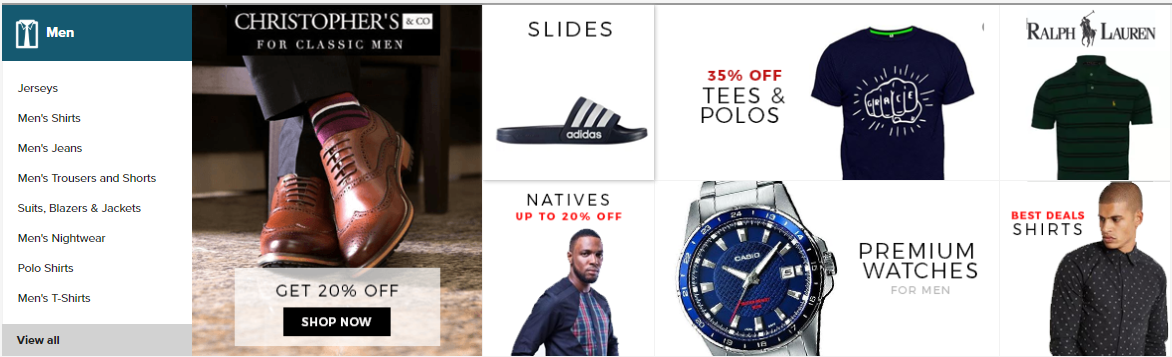 Men
Jerseys
Men's Shirts
Men's Jeans
Men's Trousers and Shorts
Suits, Blazers & Jackets
Men's Nightwear
Polo Shirts
Men's T-Shirts
View all
CHRISTOPHER'S & CO
FOR CLASSIC MEN
GET 20% OFF
SHOP NOW
SLIDES
adidas
35% OFF
TEES &
POLOS
GRACE
RALPH LAUREN
NATIVES
UP TO 20% OFF
CASIO
PREMIUM
WATCHES
FOR MEN
BEST DEALS
SHIRTS